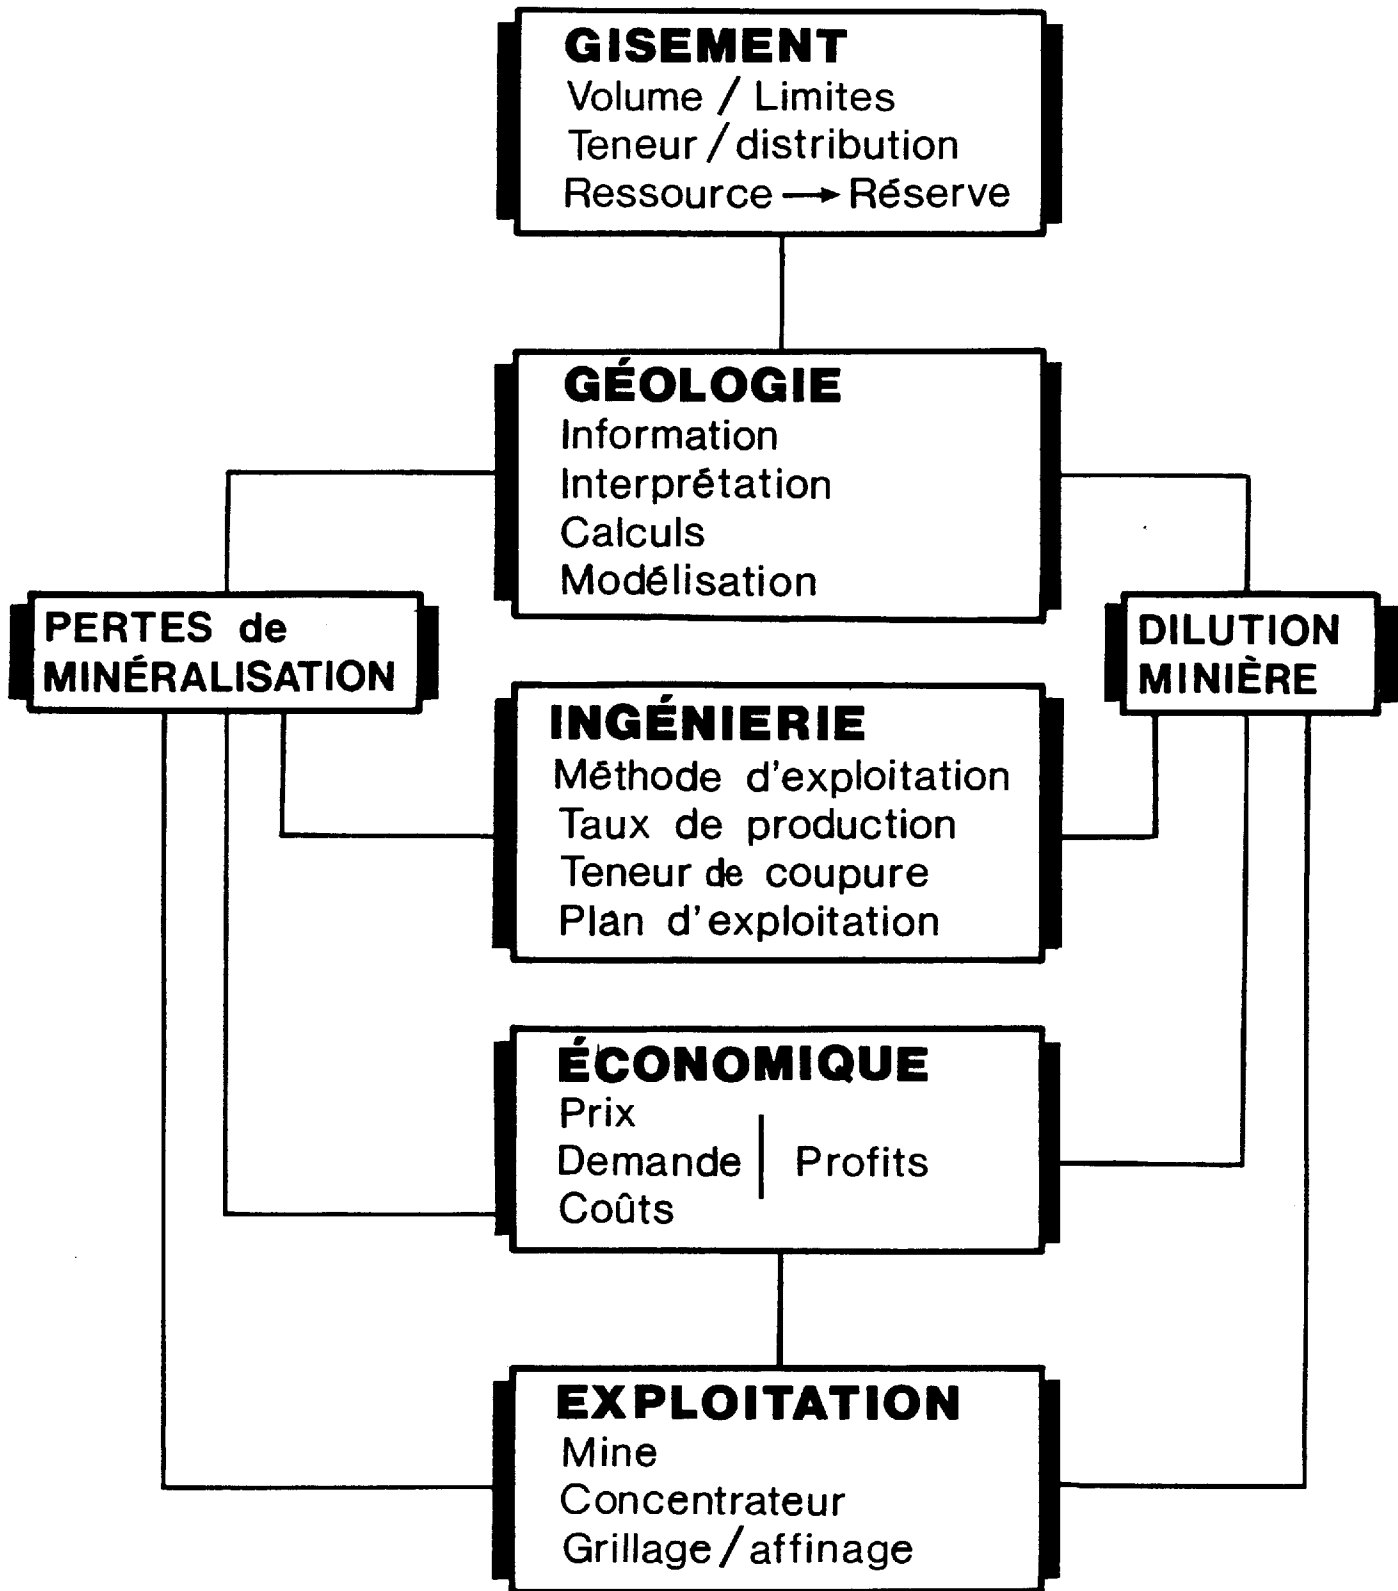 GISEMENT
Volume / Limites
Teneur / distribution
Ressource → Réserve
GÉOLOGIE
Information
Interprétation
Calculs
Modélisation
PERTES de
MINÉRALISATION
DILUTION
MINIÈRE
INGÉNIERIE
Méthode d'exploitation
Taux de production
Teneur de coupure
Plan d'exploitation
ÉCONOMIQUE
Prix
Demande | Profits
Coûts
EXPLOITATION
Mine
Concentrateur
Grillage / affinage